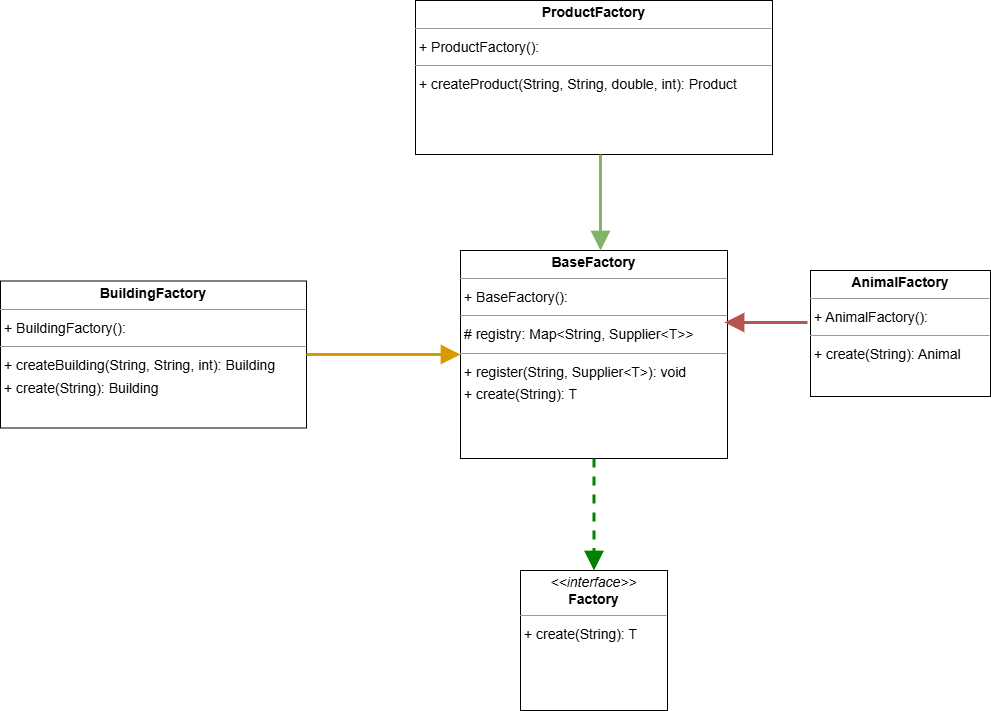 ProductFactory
+ ProductFactory():
+ createProduct(String, String, double, int): Product
BaseFactory
+ BaseFactory():
# registry: Map<String, Supplier<T>>
+ register(String, Supplier<T>): void
+ create(String): T
BuildingFactory
+ BuildingFactory():
+ createBuilding(String, String, int): Building
+ create(String): Building
AnimalFactory
+ AnimalFactory():
+ create(String): Animal
<<interface>>
Factory
+ create(String): T